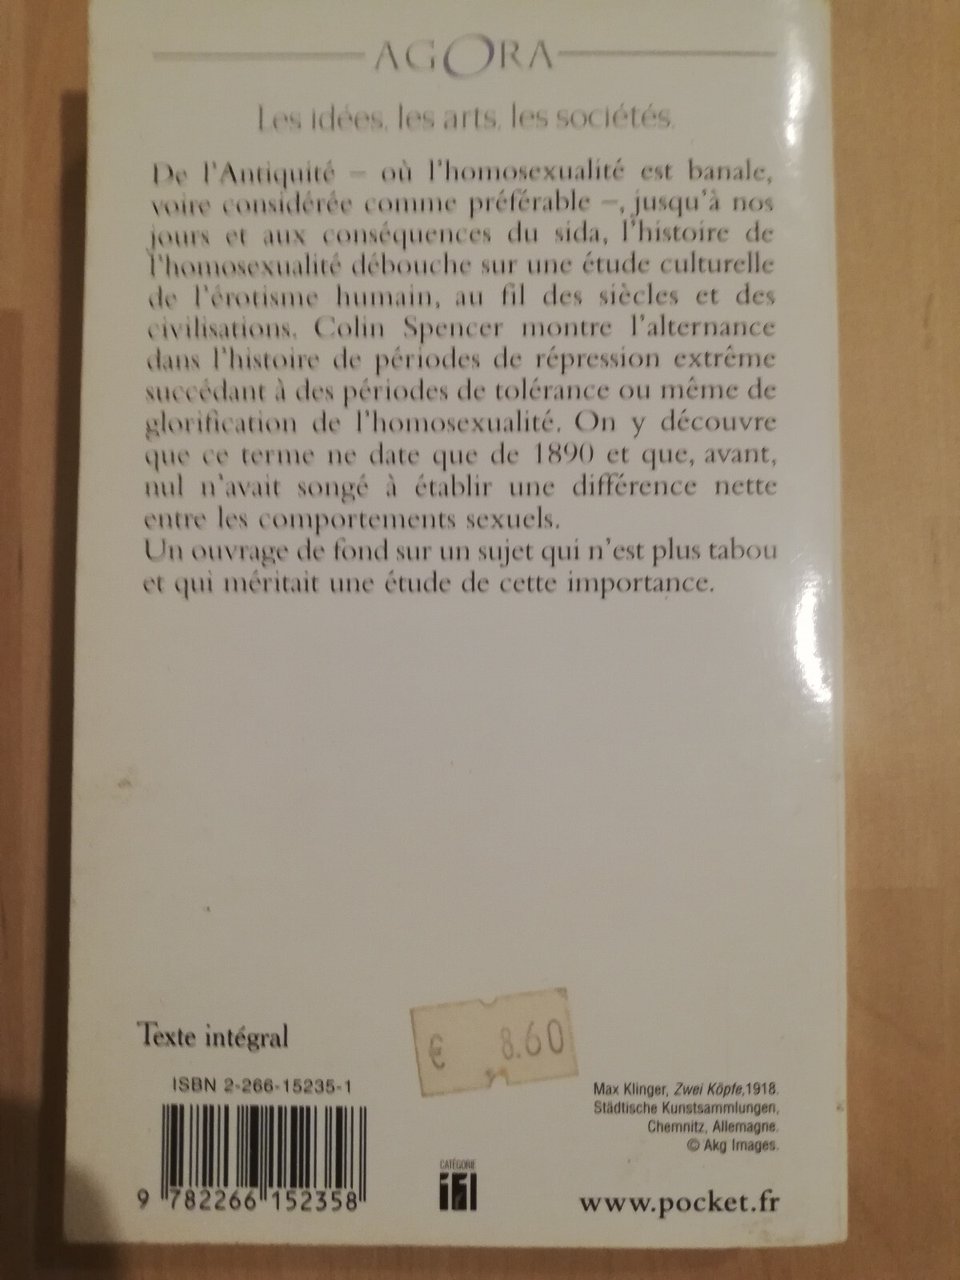 AGORA
Les idées, les arts, les sociétés.
De l'Antiquité – où l'homosexualité est banale,
voire considérée comme préférable –, jusqu'à nos
jours et aux conséquences du sida, l'histoire de
l'homosexualité débouche sur une étude culturelle
de l'érotisme humain, au fil des siècles et des
civilisations. Colin Spencer montre l'alternance
dans l'histoire de périodes de répression extrême
succédant à des périodes de tolérance ou même de
glorification de l'homosexualité. On y découvre
que ce terme ne date que de 1890 et que, avant,
nul n'avait songé à établir une différence nette
entre les comportements sexuels.
Un ouvrage de fond sur un sujet qui n'est plus tabou
et qui méritait une étude de cette importance.
€ 8.60
Texte intégral
ISBN 2-266-15235-1
9 782266 152358
CATÉGORIE
Max Klinger, Zwei Köpfe,1918.
Städtische Kunstsammlungen,
Chemnitz, Allemagne.
© Akg Images.
www.pocket.fr